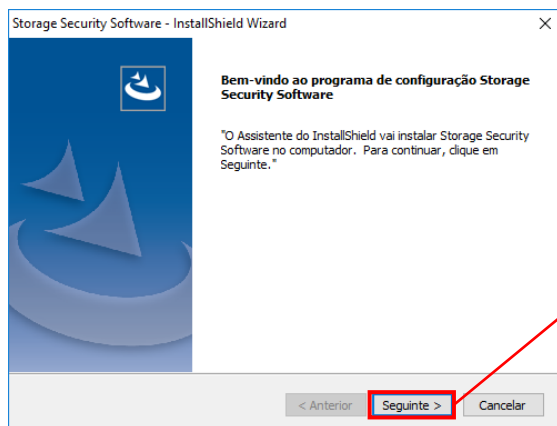 Storage Security Software - InstallShield Wizard
Bem-vindo ao programa de configuração Storage
Security Software
"O Assistente do InstallShield vai instalar Storage Security
Software no computador. Para continuar, clique em
Seguinte."
< Anterior Seguinte > Cancelar